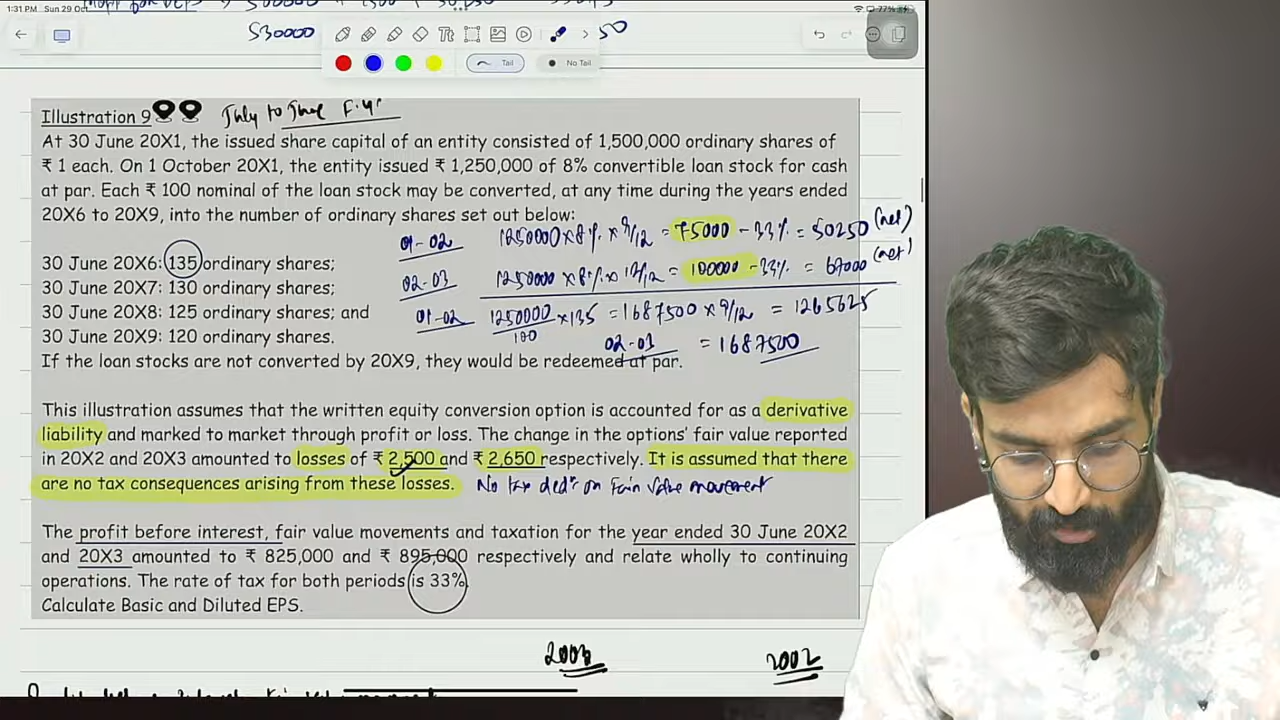 1:31 PM Sun 29 Oct
77%
530000
50
Tail
No Tail
Illustration 9 July to June F.Y.
At 30 June 20X1, the issued share capital of an entity consisted of 1,500,000 ordinary shares of
₹ 1 each. On 1 October 20X1, the entity issued ₹ 1,250,000 of 8% convertible loan stock for cash
at par. Each ₹ 100 nominal of the loan stock may be converted, at any time during the years ended
20X6 to 20X9, into the number of ordinary shares set out below:
01-02 1250000 x 8% x 9/12 = 75000 - 33% = 50250 (net)
30 June 20X6: 135 ordinary shares;
02-03 1250000 x 8% x 12/12 = 100000 - 33% = 67000 (net)
30 June 20X7: 130 ordinary shares;
30 June 20X8: 125 ordinary shares; and
01-02 1250000/100 x 135 = 1687500 x 9/12 = 1265625
30 June 20X9: 120 ordinary shares.
02-03 = 1687500
If the loan stocks are not converted by 20X9, they would be redeemed at par.
This illustration assumes that the written equity conversion option is accounted for as a derivative
liability and marked to market through profit or loss. The change in the options' fair value reported
in 20X2 and 20X3 amounted to losses of ₹ 2,500 and ₹ 2,650 respectively. It is assumed that there
are no tax consequences arising from these losses. No tax dedn on Fair value movement
The profit before interest, fair value movements and taxation for the year ended 30 June 20X2
and 20X3 amounted to ₹ 825,000 and ₹ 895,000 respectively and relate wholly to continuing
operations. The rate of tax for both periods is 33%.
Calculate Basic and Diluted EPS.
2003 2002